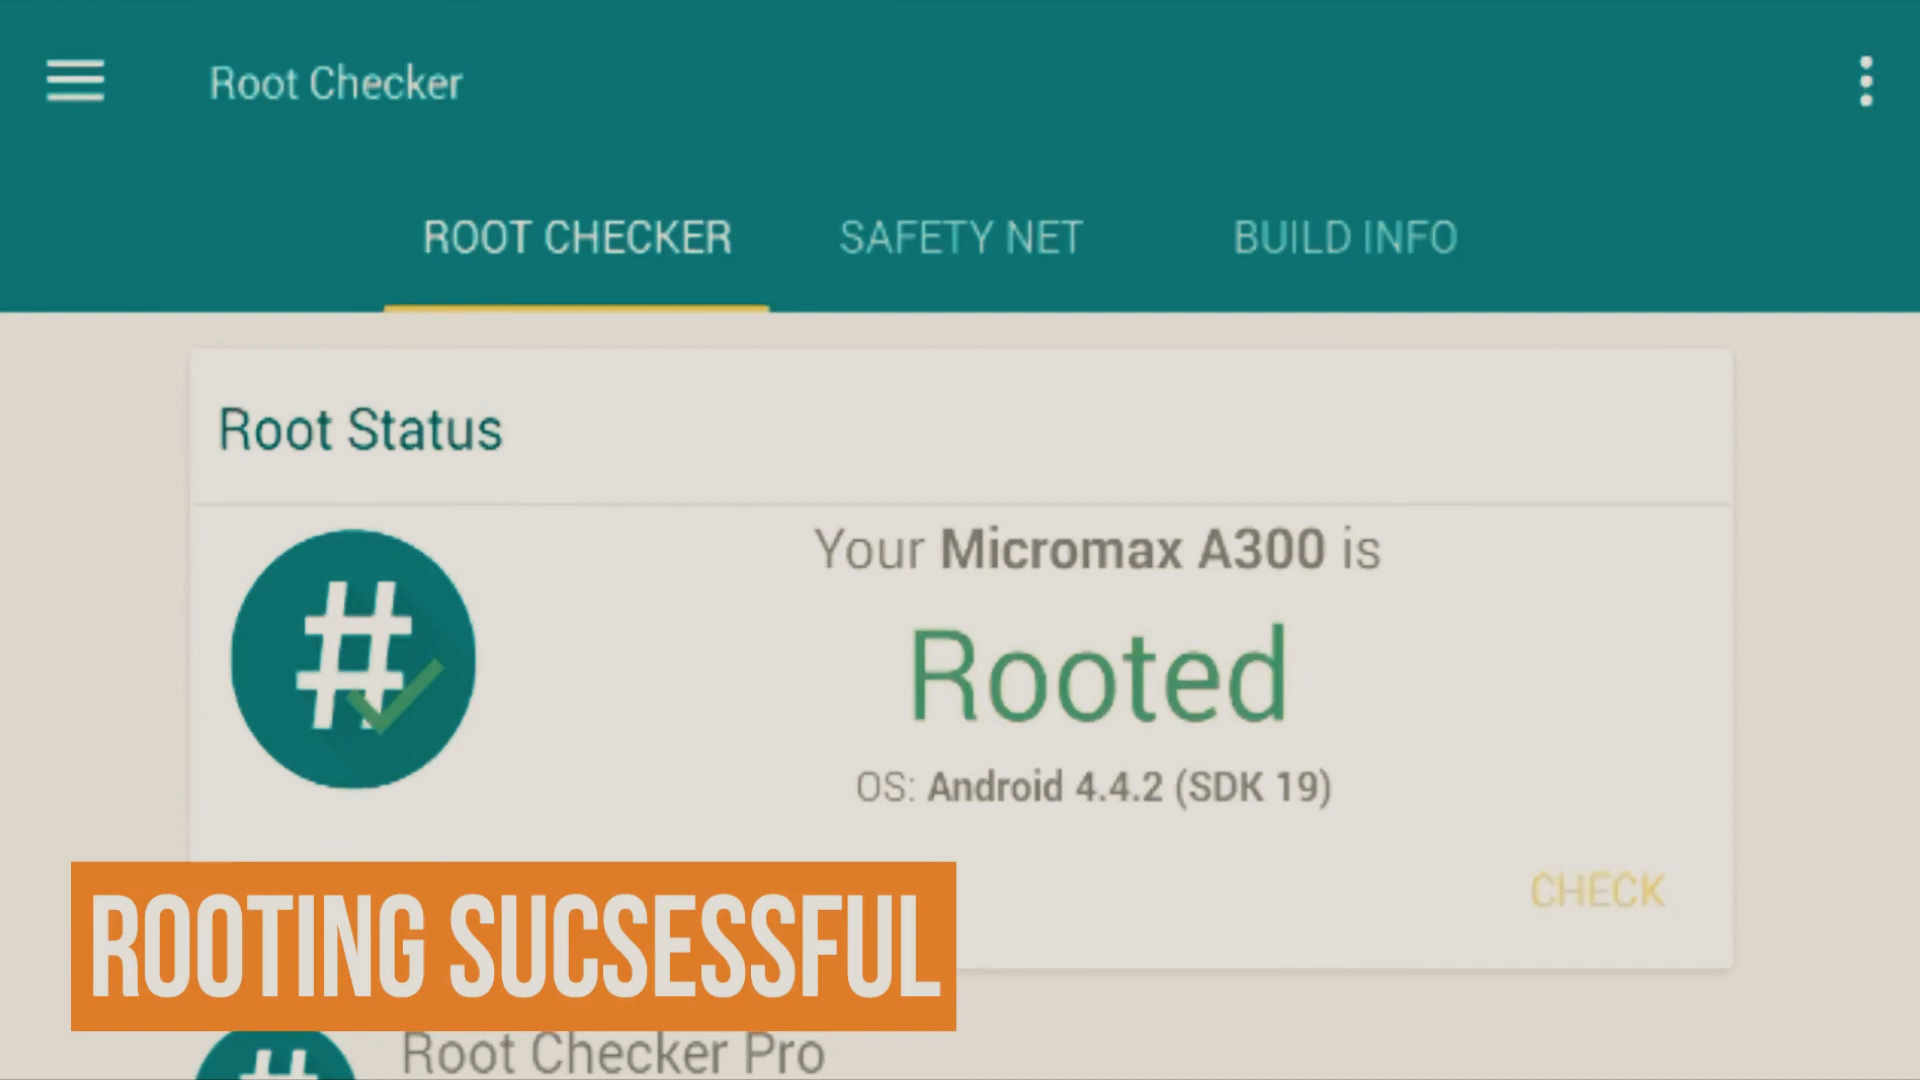 Root Checker
ROOT CHECKER SAFETY NET BUILD INFO
Root Status
Your Micromax A300 is
Rooted
OS: Android 4.4.2 (SDK 19)
CHECK
ROOTING SUCSESSFUL
Root Checker Pro